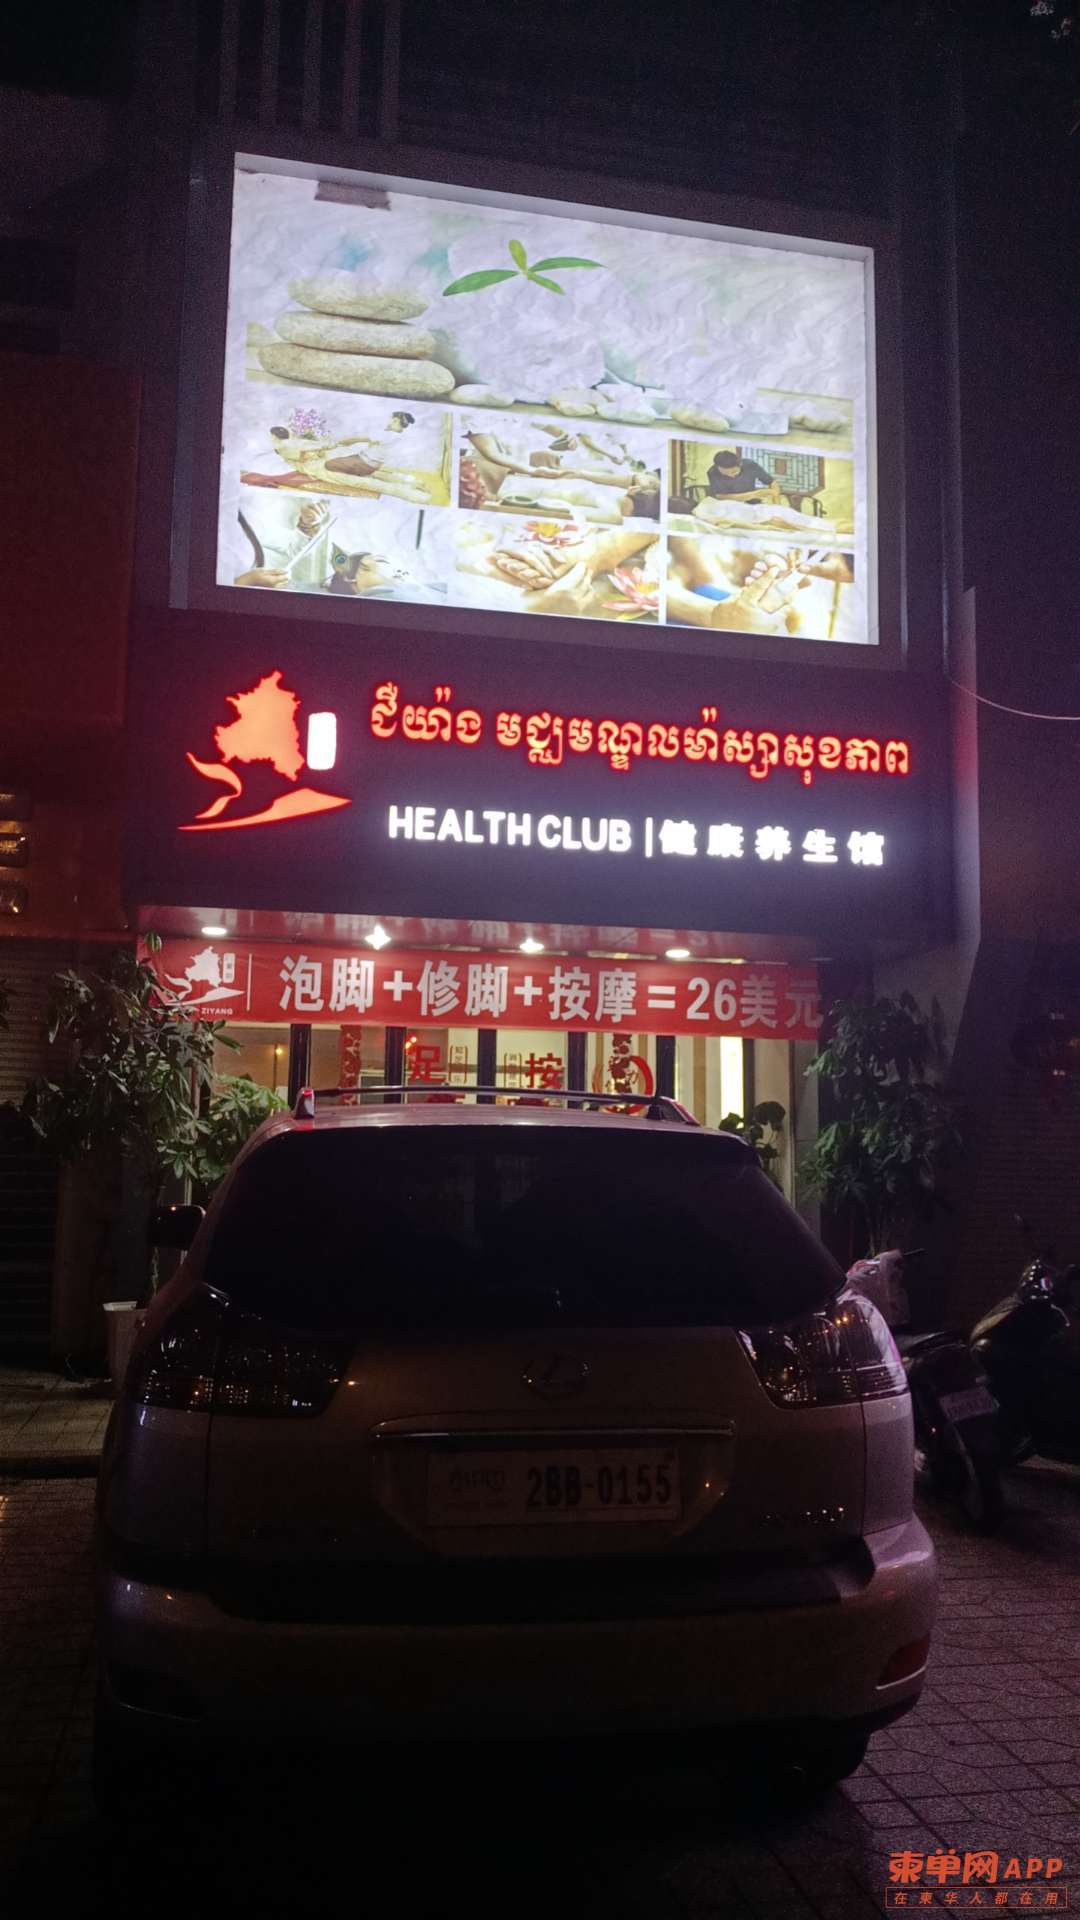 ជឺយ៉ាង មជ្ឈមណ្ឌលម៉ាស្សាសុខភាព
HEALTH CLUB | 健康养生馆
ZIYANG
泡脚+修脚+按摩=26美元
足
按
2BB-0155
柬单网APP
在柬华人都在用